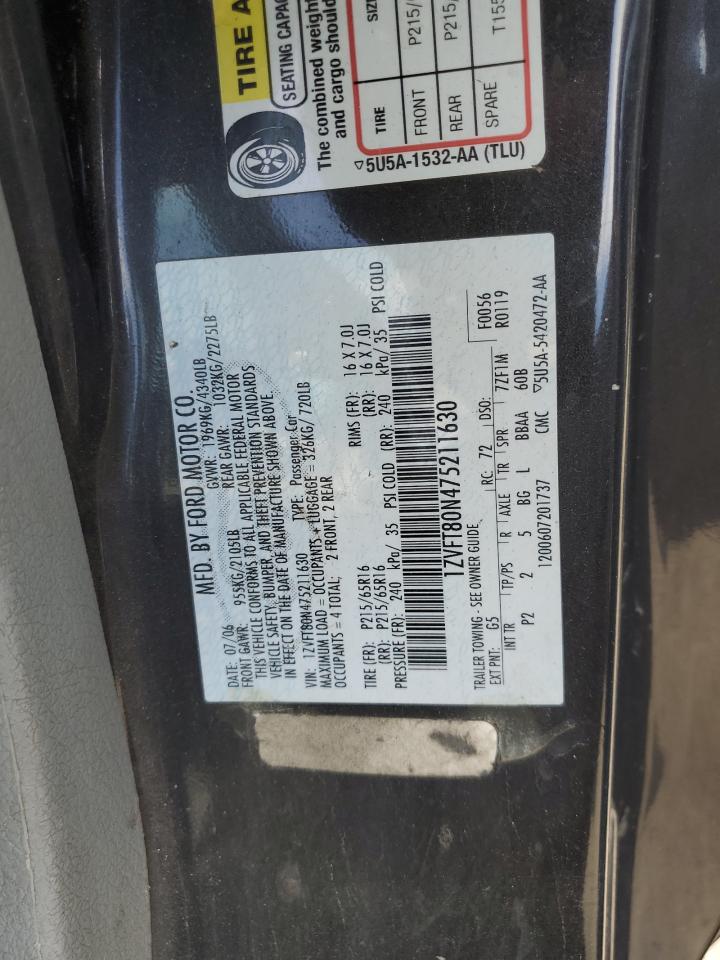 TIRE A
SEATING CAPAC
The combined weight
and cargo should
TIRE SIZE
FRONT P215/
REAR P215/
SPARE T155
5U5A-1532-AA (TLU)
MFD. BY FORD MOTOR CO.
DATE: 07/06 GVWR: 1969KG/4340LB
FRONT GAWR: 955KG/2105LB REAR GAWR: 1032KG/2275LB
THIS VEHICLE CONFORMS TO ALL APPLICABLE FEDERAL MOTOR
VEHICLE SAFETY, BUMPER, AND THEFT PREVENTION STANDARDS
IN EFFECT ON THE DATE OF MANUFACTURE SHOWN ABOVE.
VIN: 1ZVFT80N475211630 TYPE: Passenger Car
MAXIMUM LOAD = OCCUPANTS + LUGGAGE = 326KG/ 720LB
OCCUPANTS = 4 TOTAL: 2 FRONT, 2 REAR
TIRE (FR): P215/65R16 RIMS (FR): 16 X 7.0J
(RR): P215/65R16 (RR): 16 X 7.0J
PRESSURE (FR): 240 kPa/ 35 PSI COLD (RR): 240 kPa/ 35 PSI COLD
1ZVFT80N475211630
TRAILER TOWING - SEE OWNER GUIDE. F0056
EXT PNT: G5 RC: 72 DSO: R0119
INT TR TP/PS R AXLE TR SPR 7ZF1M
P2 2 5 BG L BBAA 60B
1200607201737 CMC 5U5A-5420472-AA